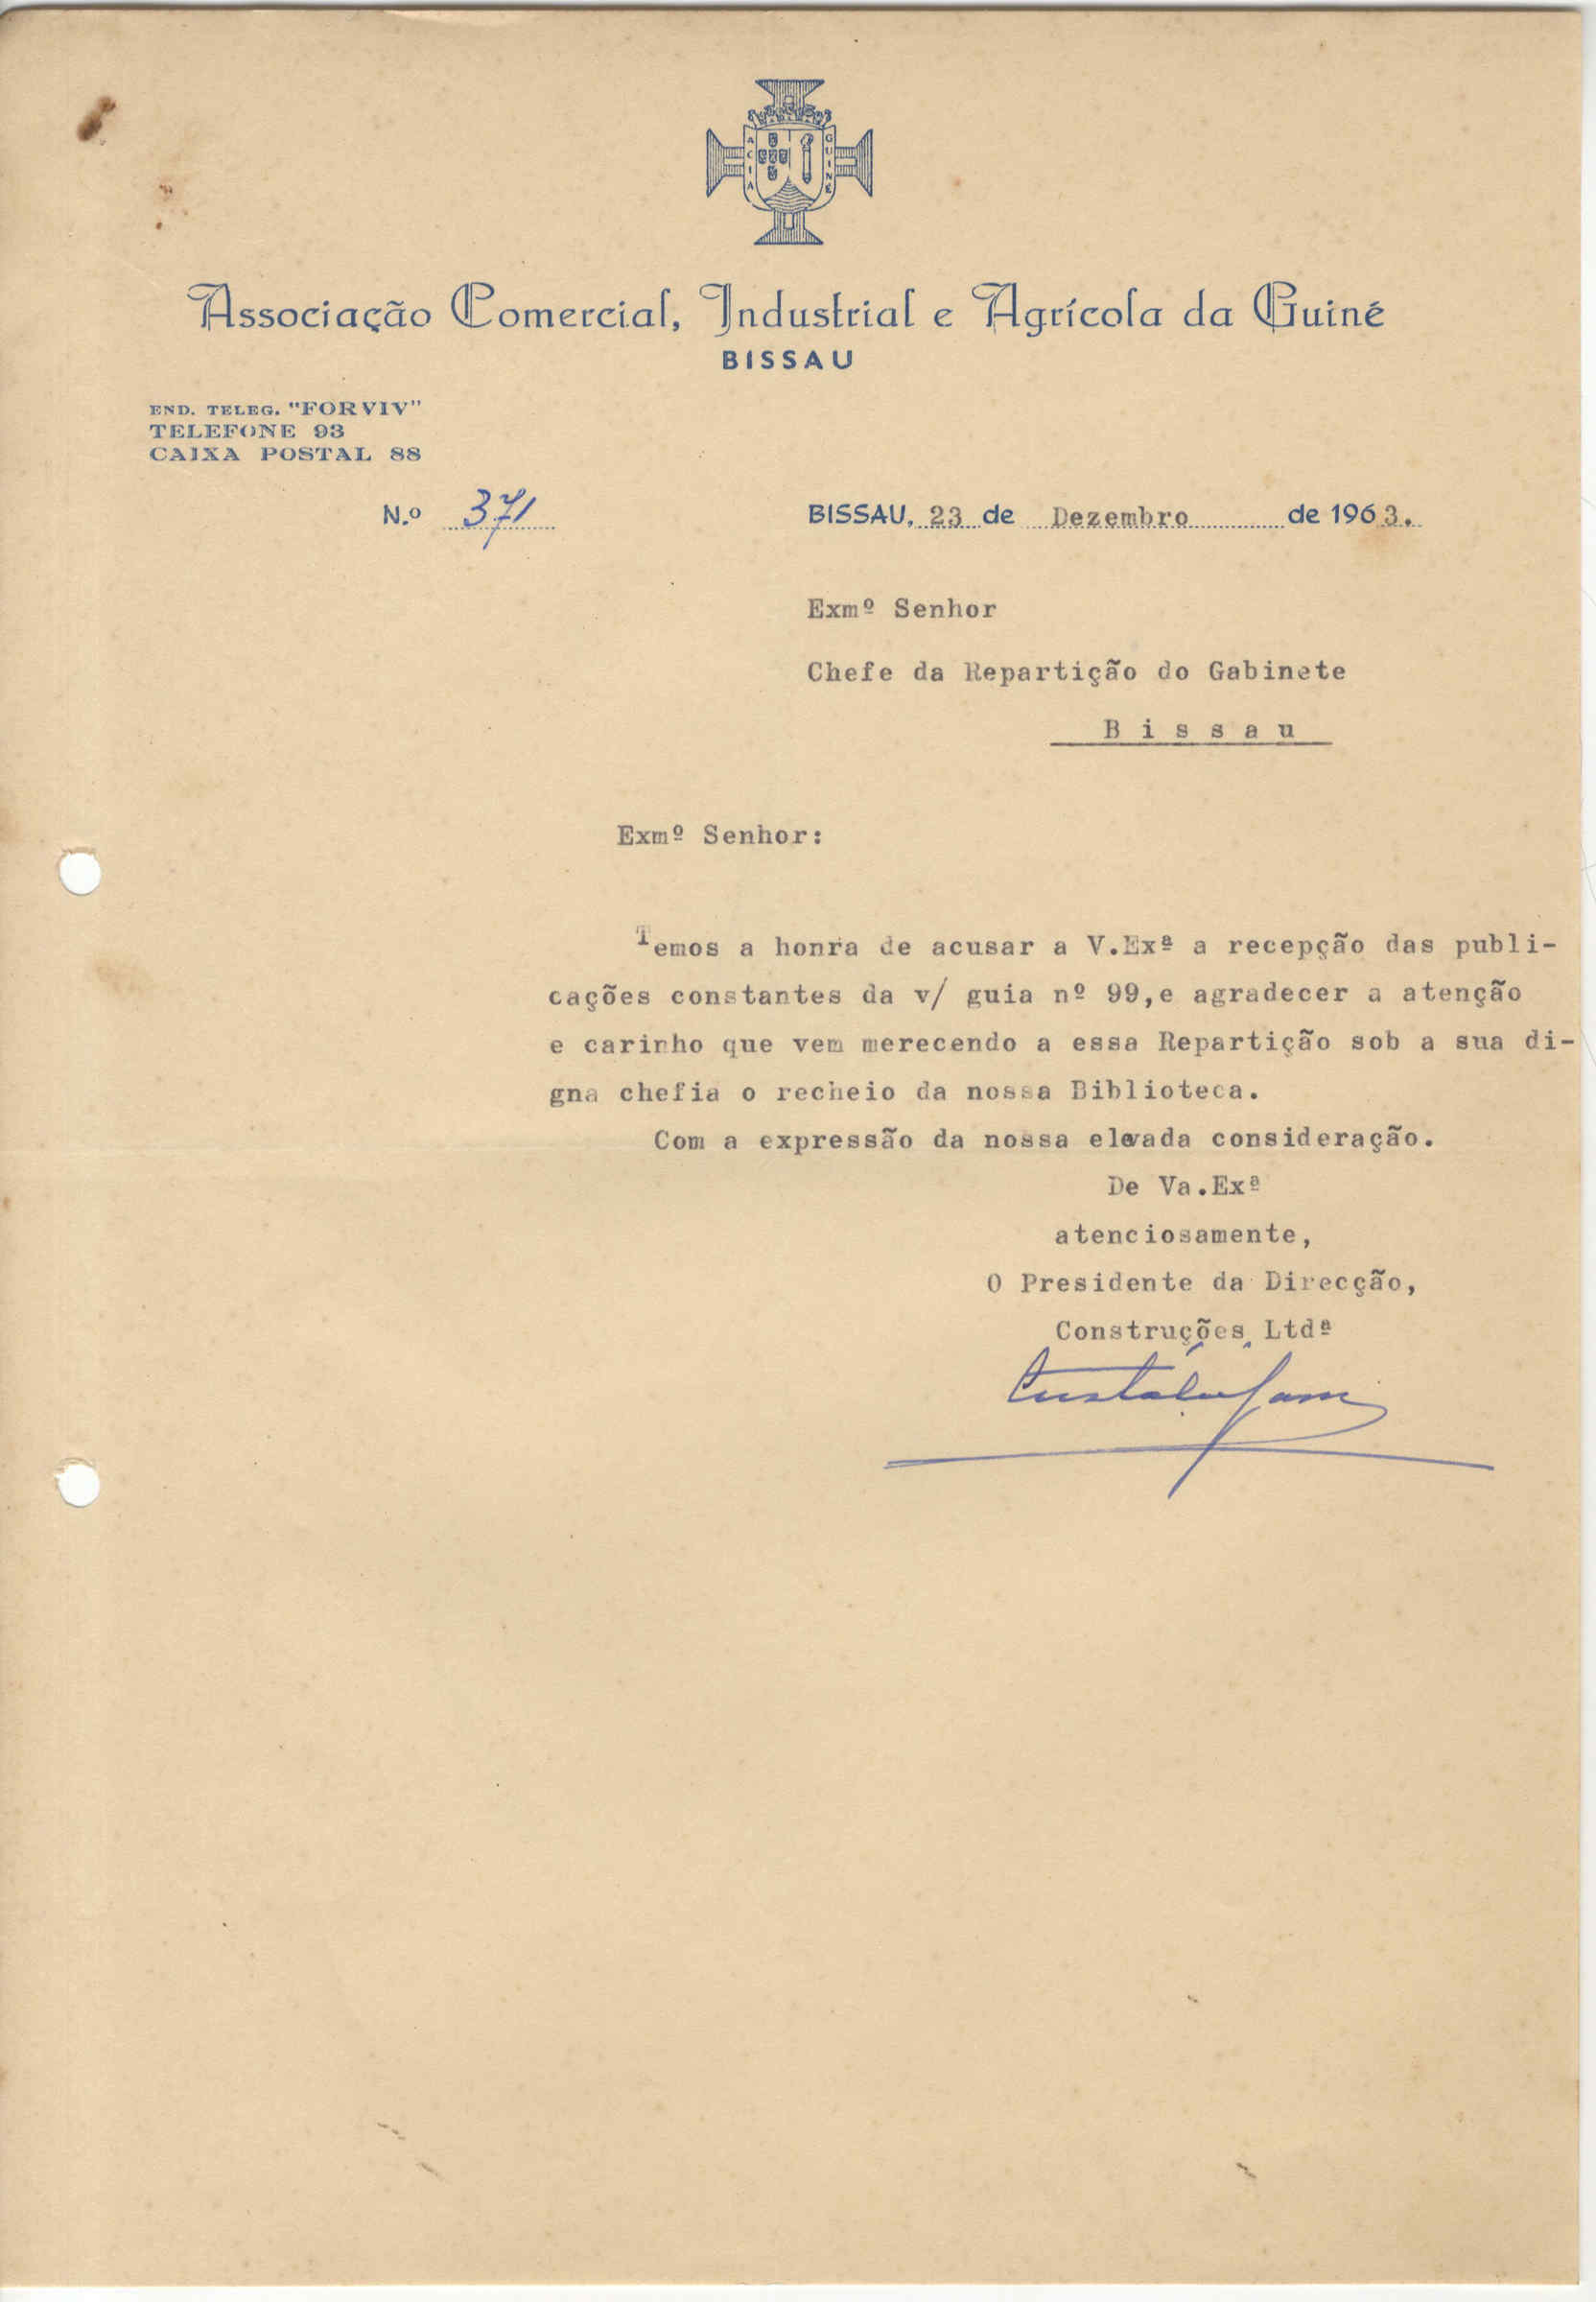 ACIA
GUINÉ
Associação Comercial, Industrial e Agrícola da Guiné
BISSAU
END. TELEG. "FORVIV"
TELEFONE 93
CAIXA POSTAL 88
N.º 371
BISSAU, 23 de Dezembro de 1963.
Exmº Senhor
Chefe da Repartição do Gabinete
B i s s a u
Exmº Senhor:
Temos a honra de acusar a V.Exª a recepção das publi-
cações constantes da v/ guia nº 99,e agradecer a atenção
e carinho que vem merecendo a essa Repartição sob a sua di-
gna chefia o recheio da nossa Biblioteca.
Com a expressão da nossa elevada consideração.
De Va.Exª
atenciosamente,
O Presidente da Direcção,
Construções Ltdª